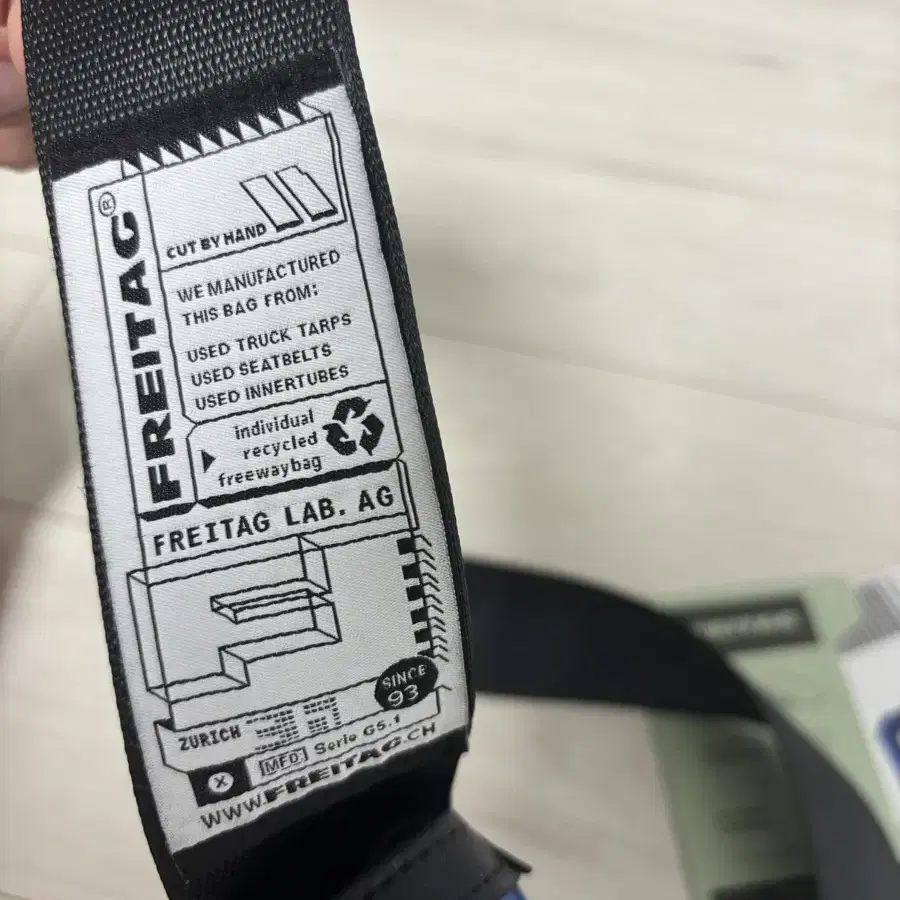 FREITAG®
CUT BY HAND
WE MANUFACTURED
THIS BAG FROM:
USED TRUCK TARPS
USED SEATBELTS
USED INNERTUBES
individual
recycled
freewaybag
FREITAG LAB. AG
SINCE
93
ZURICH
MFD: Serie G5.1
X
WWW.FREITAG.CH